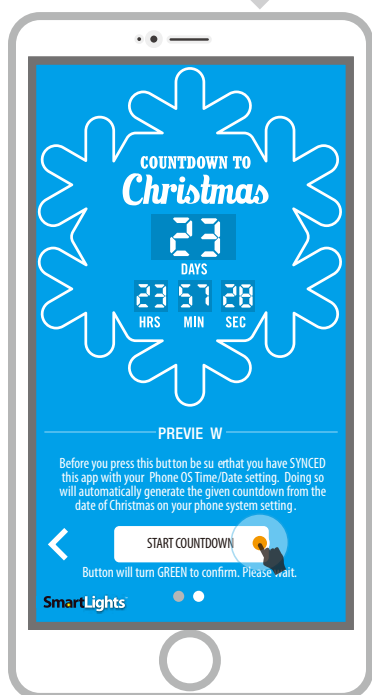 COUNTDOWN TO
Christmas
23
DAYS
23 57 28
HRS MIN SEC
PREVIE W
Before you press this button be su erthat you have SYNCED
this app with your Phone OS Time/Date setting. Doing so
will automatically generate the given countdown from the
date of Christmas on your phone system setting.
START COUNTDOWN
Button will turn GREEN to confirm. Please wait.
SmartLights